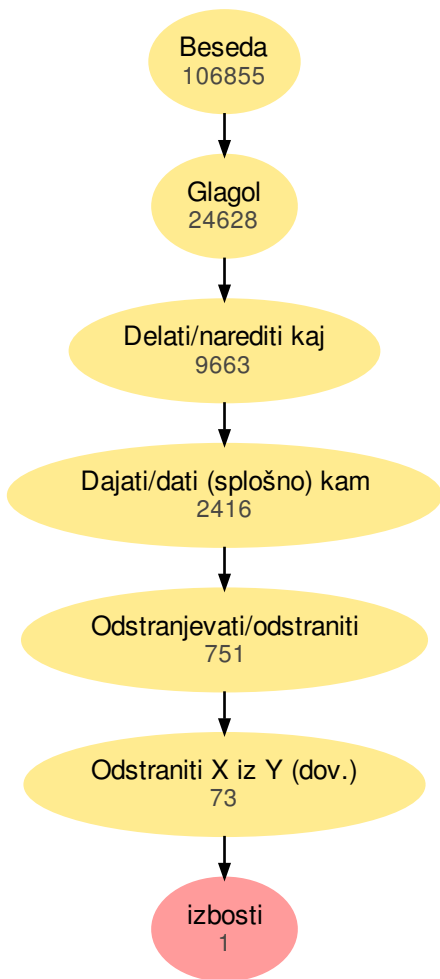 Beseda
106855
Glagol
24628
Delati/narediti kaj
9663
Dajati/dati (splošno) kam
2416
Odstranjevati/odstraniti
751
Odstraniti X iz Y (dov.)
73
izbosti
1